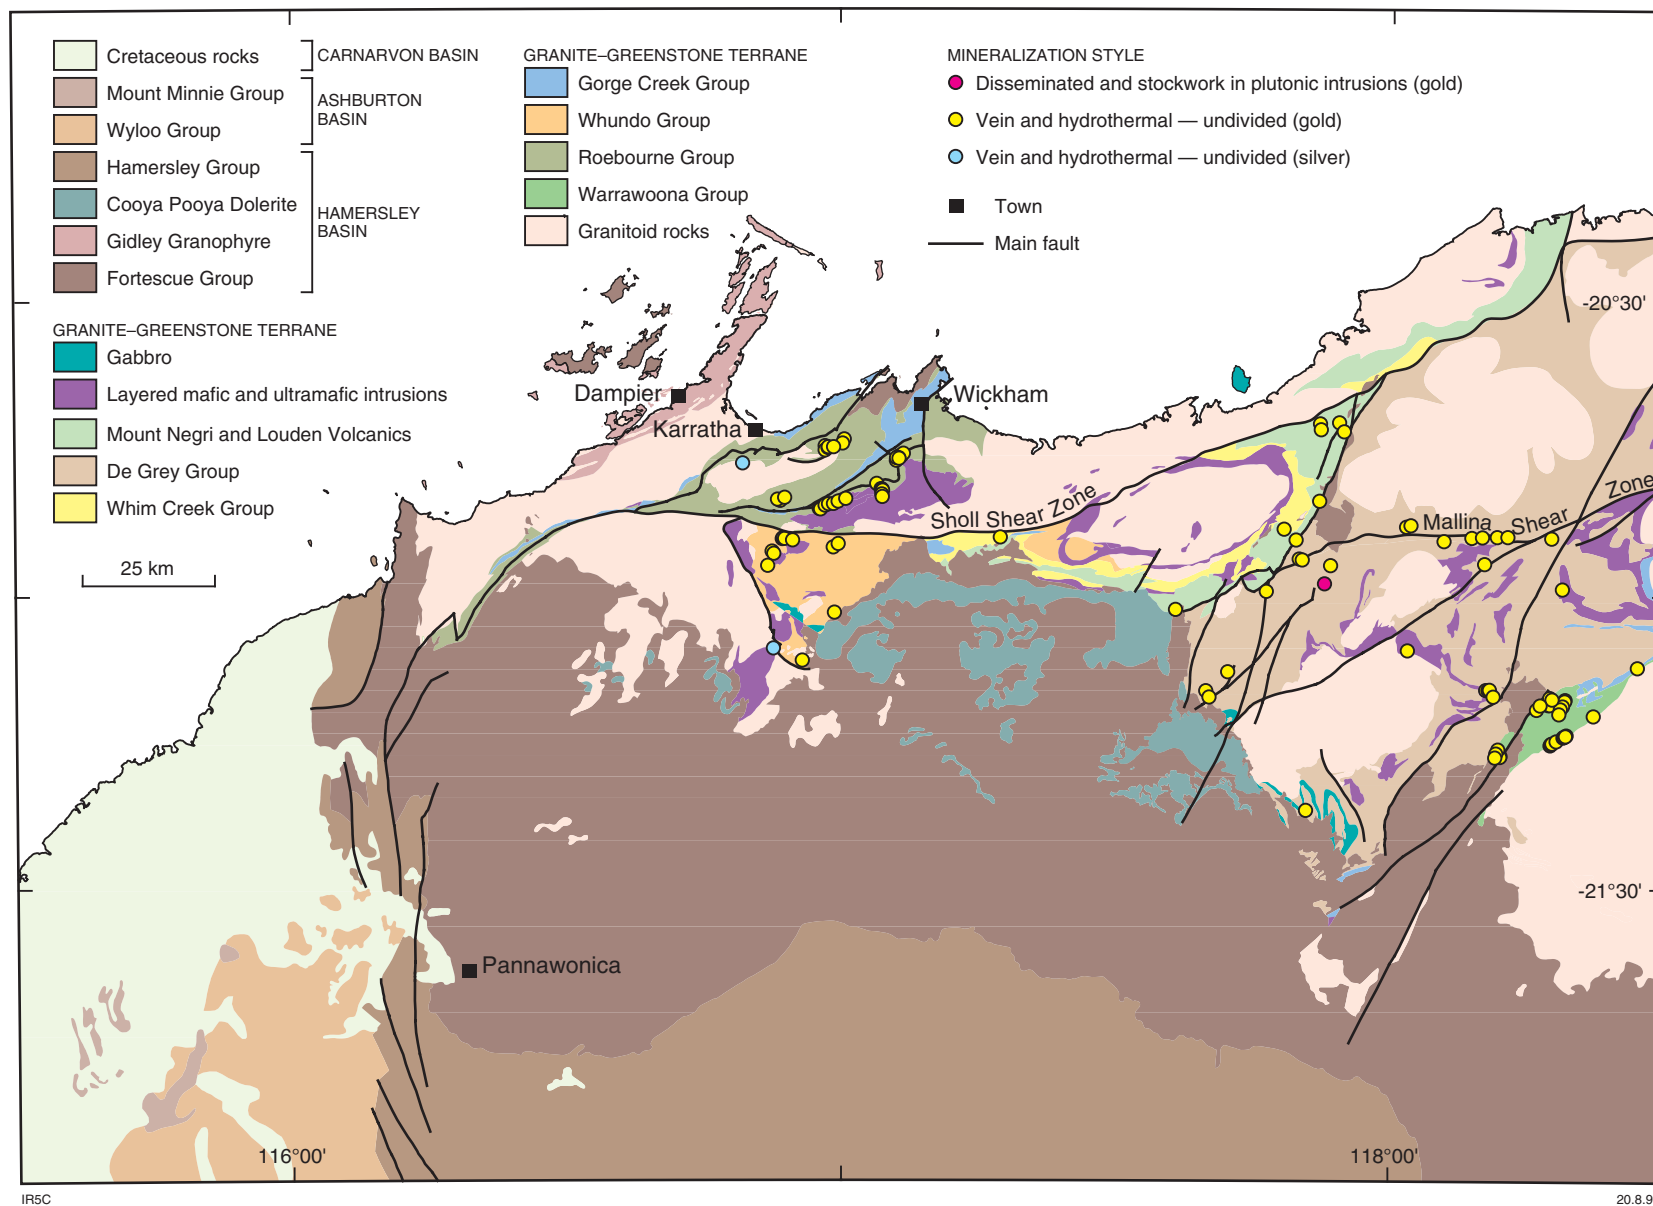 Cretaceous rocks
CARNARVON BASIN
Mount Minnie Group
Wyloo Group
ASHBURTON
BASIN
Hamersley Group
Cooya Pooya Dolerite
Gidley Granophyre
Fortescue Group
HAMERSLEY
BASIN
GRANITE–GREENSTONE TERRANE
Gabbro
Layered mafic and ultramafic intrusions
Mount Negri and Louden Volcanics
De Grey Group
Whim Creek Group
GRANITE–GREENSTONE TERRANE
Gorge Creek Group
Whundo Group
Roebourne Group
Warrawoona Group
Granitoid rocks
MINERALIZATION STYLE
Disseminated and stockwork in plutonic intrusions (gold)
Vein and hydrothermal — undivided (gold)
Vein and hydrothermal — undivided (silver)
Town
Main fault
-20°30'
Dampier
Wickham
Karratha
Sholl Shear Zone
Mallina Shear Zone
25 km
-21°30'
Pannawonica
116°00'
118°00'
IR5C
20.8.9